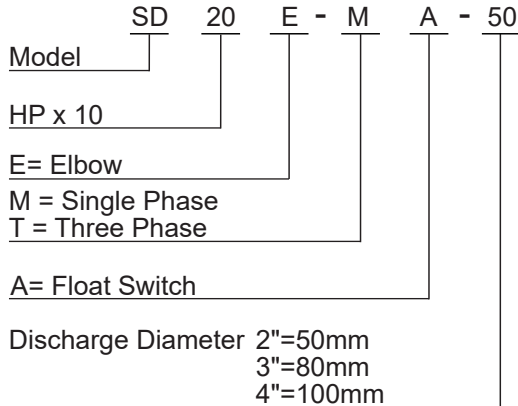 SD 20 E - M A - 50
Model
HP x 10
E= Elbow
M = Single Phase
T = Three Phase
A= Float Switch
Discharge Diameter 2"=50mm
3"=80mm
4"=100mm